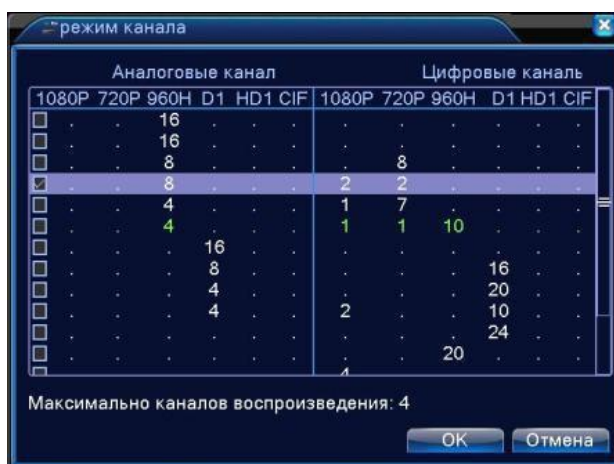 режим канала
Аналоговые канал Цифровые каналь
1080P 720P 960H D1 HD1 CIF 1080P 720P 960H D1 HD1 CIF
. . 16 . . . . . . . . .
. . 16 . . . . . . . . .
. . 8 . . . . 8 . . . .
. . 8 . . . 2 2 . . . .
. . 4 . . . 1 7 . . . .
. . 4 . . . 1 1 10 . . .
. . . 16 . . . . . . . .
. . . 8 . . . . . 16 . .
. . . 4 . . . . . 20 . .
. . . 4 . . 2 . . 10 . .
. . . . . . . . . 24 . .
. . . . . . . . 20 . . .
4
Максимально каналов воспроизведения: 4
OK Отмена